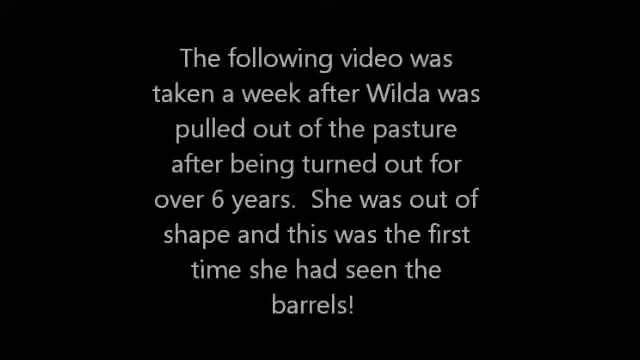 The following video was
taken a week after Wilda was
pulled out of the pasture
after being turned out for
over 6 years.  She was out of
shape and this was the first
time she had seen the
barrels!